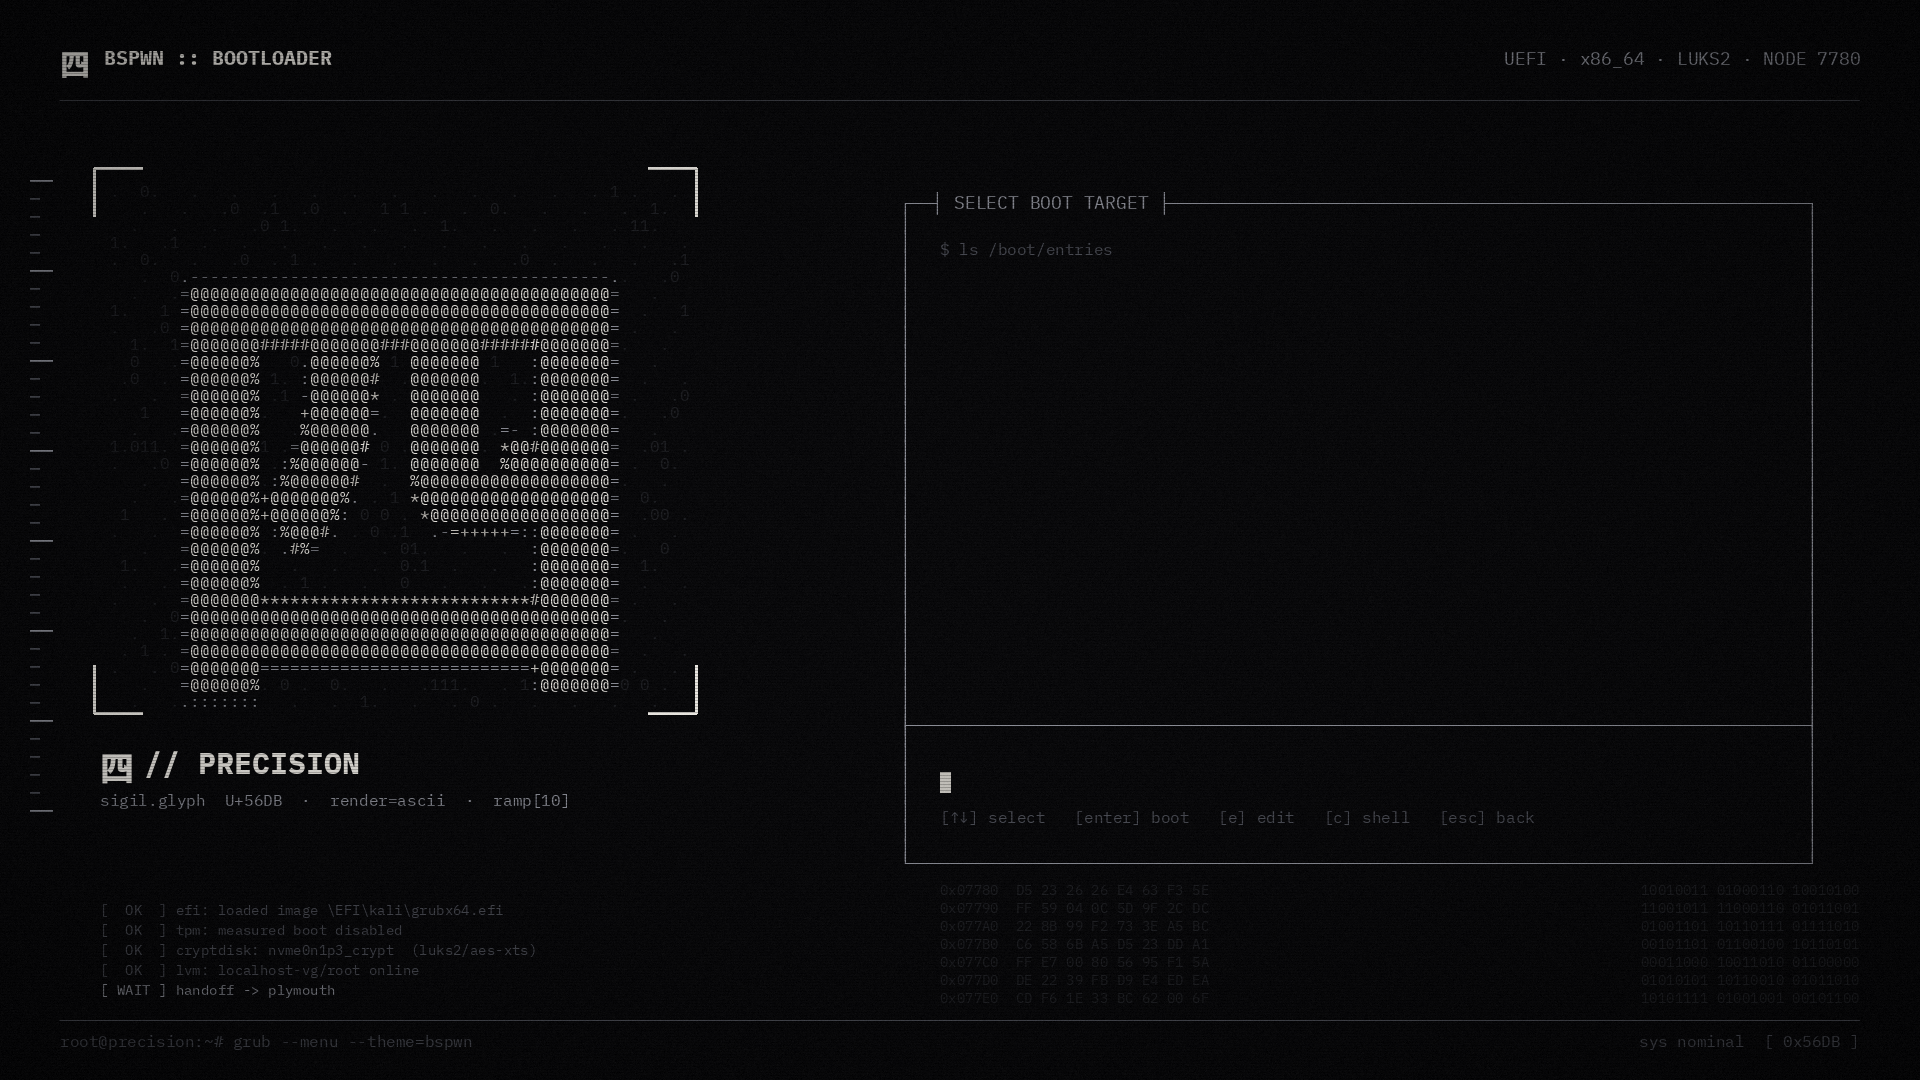 四 BSPWN :: BOOTLOADER
UEFI · x86_64 · LUKS2 · NODE 7780
SELECT BOOT TARGET
$ ls /boot/entries
[↑↓] select [enter] boot [e] edit [c] shell [esc] back
四 // PRECISION
sigil.glyph U+56DB · render=ascii · ramp[10]
[ OK ] efi: loaded image \EFI\kali\grubx64.efi
[ OK ] tpm: measured boot disabled
[ OK ] cryptdisk: nvme0n1p3_crypt (luks2/aes-xts)
[ OK ] lvm: localhost-vg/root online
[ WAIT ] handoff -> plymouth
0x07780 D5 23 26 26 E4 63 F3 5E
0x07790 FF 59 04 0C 5D 9F 2C DC
0x077A0 22 8B 99 F2 73 3E A5 BC
0x077B0 C6 58 6B A5 D5 23 DD A1
0x077C0 FF E7 00 B0 56 95 F1 5A
0x077D0 DE 22 39 FB D9 E4 ED EA
0x077E0 CD F6 1E 33 BC 62 00 6F
10010011 01000110 10010100
11001011 11000110 01011001
01001101 10110111 01111010
00101101 01100100 10110101
00011000 10011010 01100000
01010101 10110010 01011010
10101111 01001001 00101100
root@precision:~# grub --menu --theme=bspwn
sys nominal [ 0x56DB ]